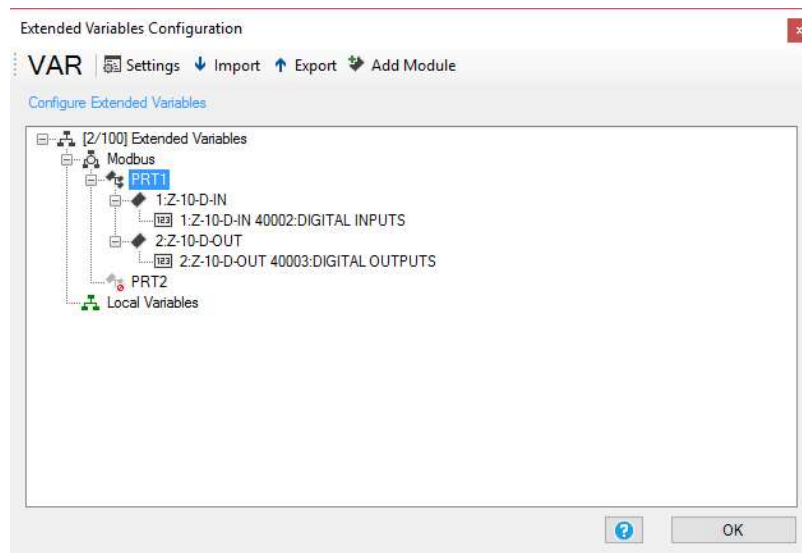 Extended Variables Configuration
VAR Settings Import Export Add Module
Configure Extended Variables
[2/100] Extended Variables
Modbus
PRT1
1:Z-10-D-IN
123 1:Z-10-D-IN 40002:DIGITAL INPUTS
2:Z-10-D-OUT
123 2:Z-10-D-OUT 40003:DIGITAL OUTPUTS
PRT2
Local Variables
? OK